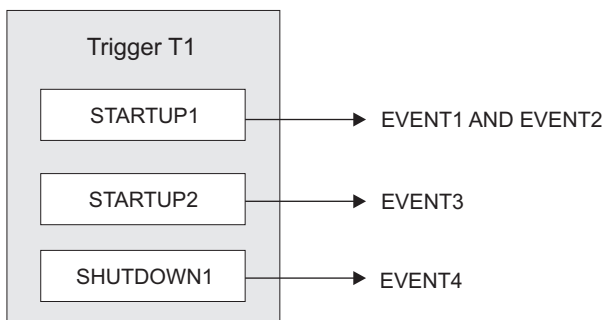 Trigger T1
STARTUP1
EVENT1 AND EVENT2
STARTUP2
EVENT3
SHUTDOWN1
EVENT4